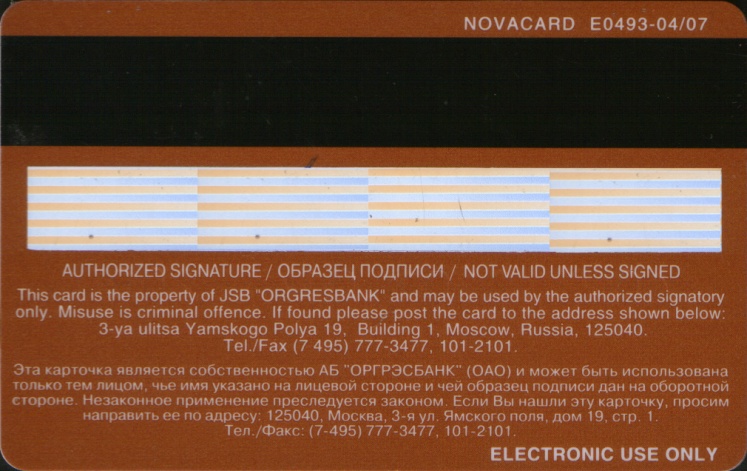 NOVACARD E0493-04/07
AUTHORIZED SIGNATURE / ОБРАЗЕЦ ПОДПИСИ / NOT VALID UNLESS SIGNED
This card is the property of JSB "ORGRESBANK" and may be used by the authorized signatory
only. Misuse is criminal offence. If found please post the card to the address shown below:
3-ya ulitsa Yamskogo Polya 19, Building 1, Moscow, Russia, 125040.
Tel./Fax (7 495) 777-3477, 101-2101.
Эта карточка является собственностью АБ "ОРГРЭСБАНК" (ОАО) и может быть использована
только тем лицом, чье имя указано на лицевой стороне и чей образец подписи дан на оборотной
стороне. Незаконное применение преследуется законом. Если Вы нашли эту карточку, просим
направить ее по адресу: 125040, Москва, 3-я ул. Ямского поля, дом 19, стр. 1.
Тел./Факс: (7-495) 777-3477, 101-2101.
ELECTRONIC USE ONLY